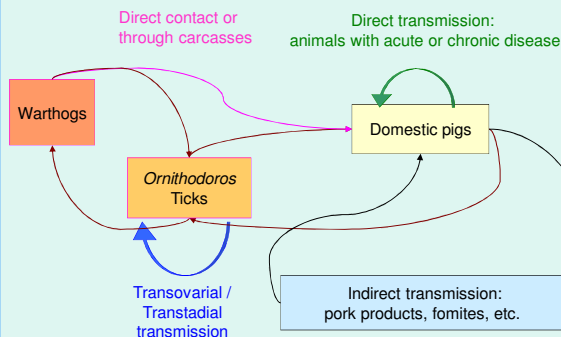 Direct contact or
through carcasses
Direct transmission:
animals with acute or chronic disease
Warthogs
Domestic pigs
Ornithodoros
Ticks
Transovarial /
Transtadial
transmission
Indirect transmission:
pork products, fomites, etc.